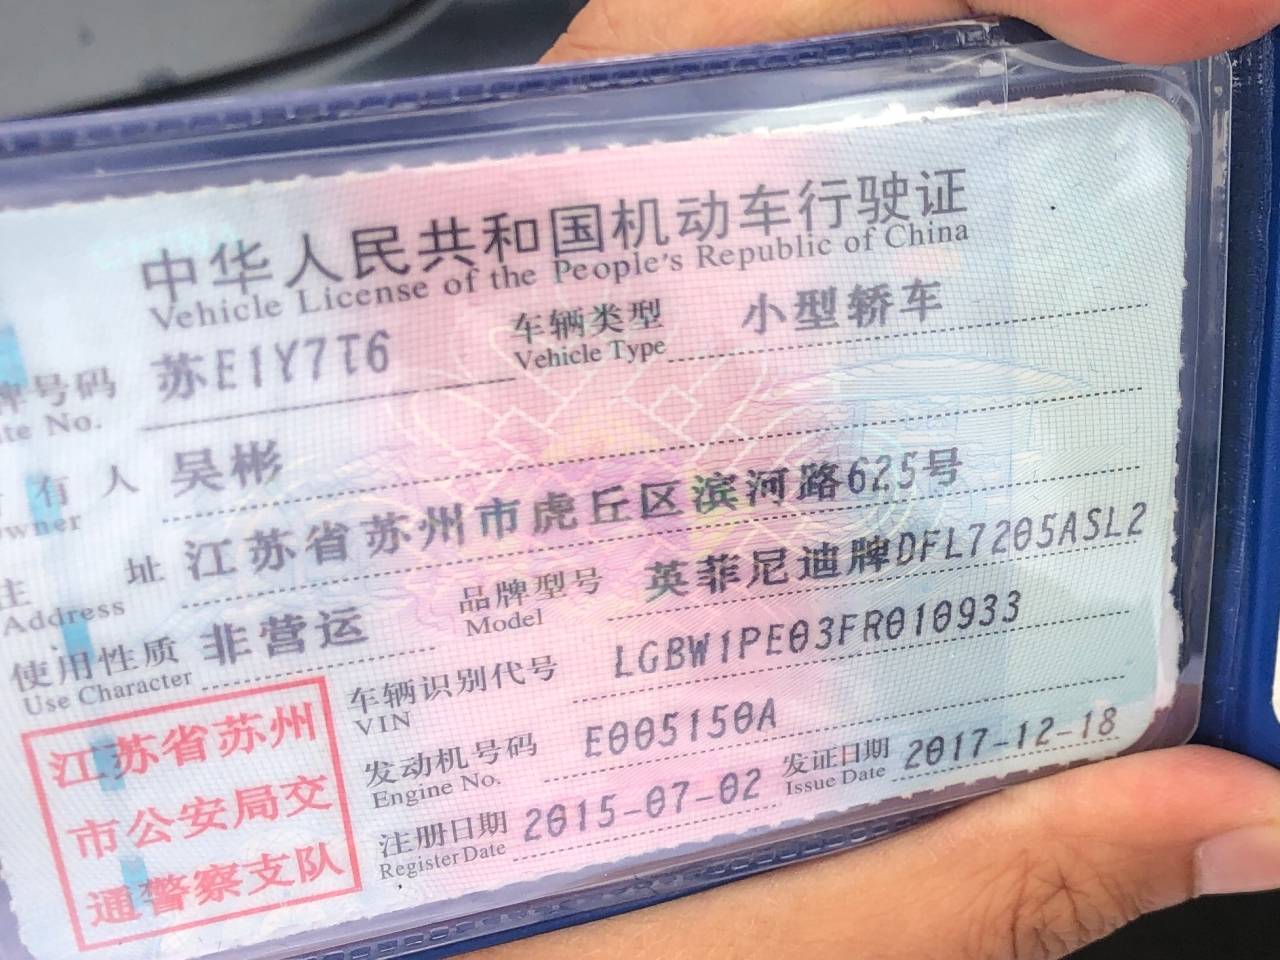 中华人民共和国机动车行驶证
Vehicle License of the People's Republic of China
牌号码 苏E1Y7T6 车辆类型 小型轿车
te No. Vehicle Type
有人 吴彬
wner
住址 江苏省苏州市虎丘区滨河路625号
Address
使用性质 非营运 品牌型号 英菲尼迪牌DFL7205ASL2
Use Character Model
车辆识别代号 LGBW1PE03FR010933
VIN
发动机号码 E005150A
Engine No.
注册日期 2015-07-02 发证日期 2017-12-18
Register Date Issue Date
江苏省苏州
市公安局交
通警察支队